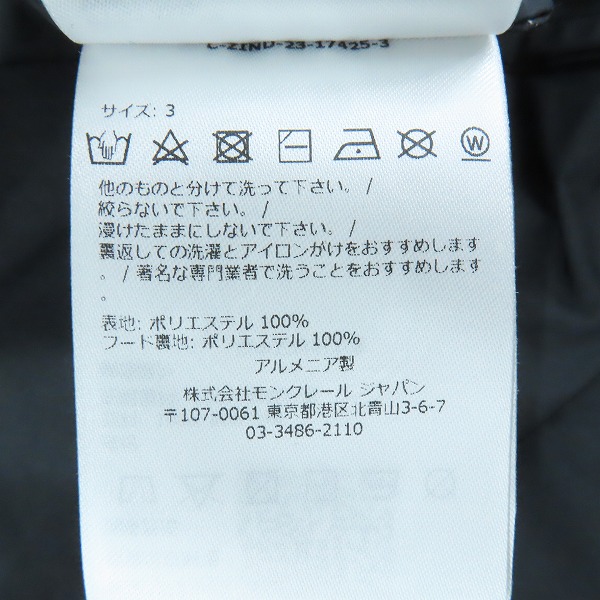 C-ZIND-23-17425-3
サイズ: 3
他のものと分けて洗って下さい。/
絞らないで下さい。/
浸けたままにしないで下さい。/
裏返しての洗濯とアイロンがけをおすすめします
。/ 著名な専門業者で洗うことをおすすめします
。
表地: ポリエステル 100%
フード裏地: ポリエステル 100%
アルメニア製
株式会社モンクレール ジャパン
〒107-0061 東京都港区北青山3-6-7
03-3486-2110